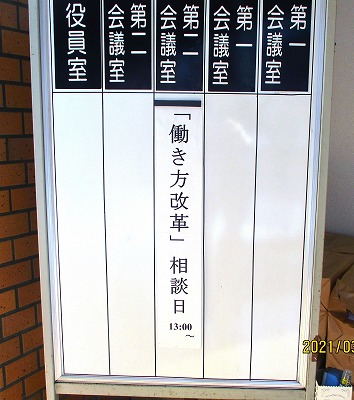 第一会議室
第一会議室
第二会議室
第二会議室
役員室
「働き方改革」相談日
13:00
～
2021/03